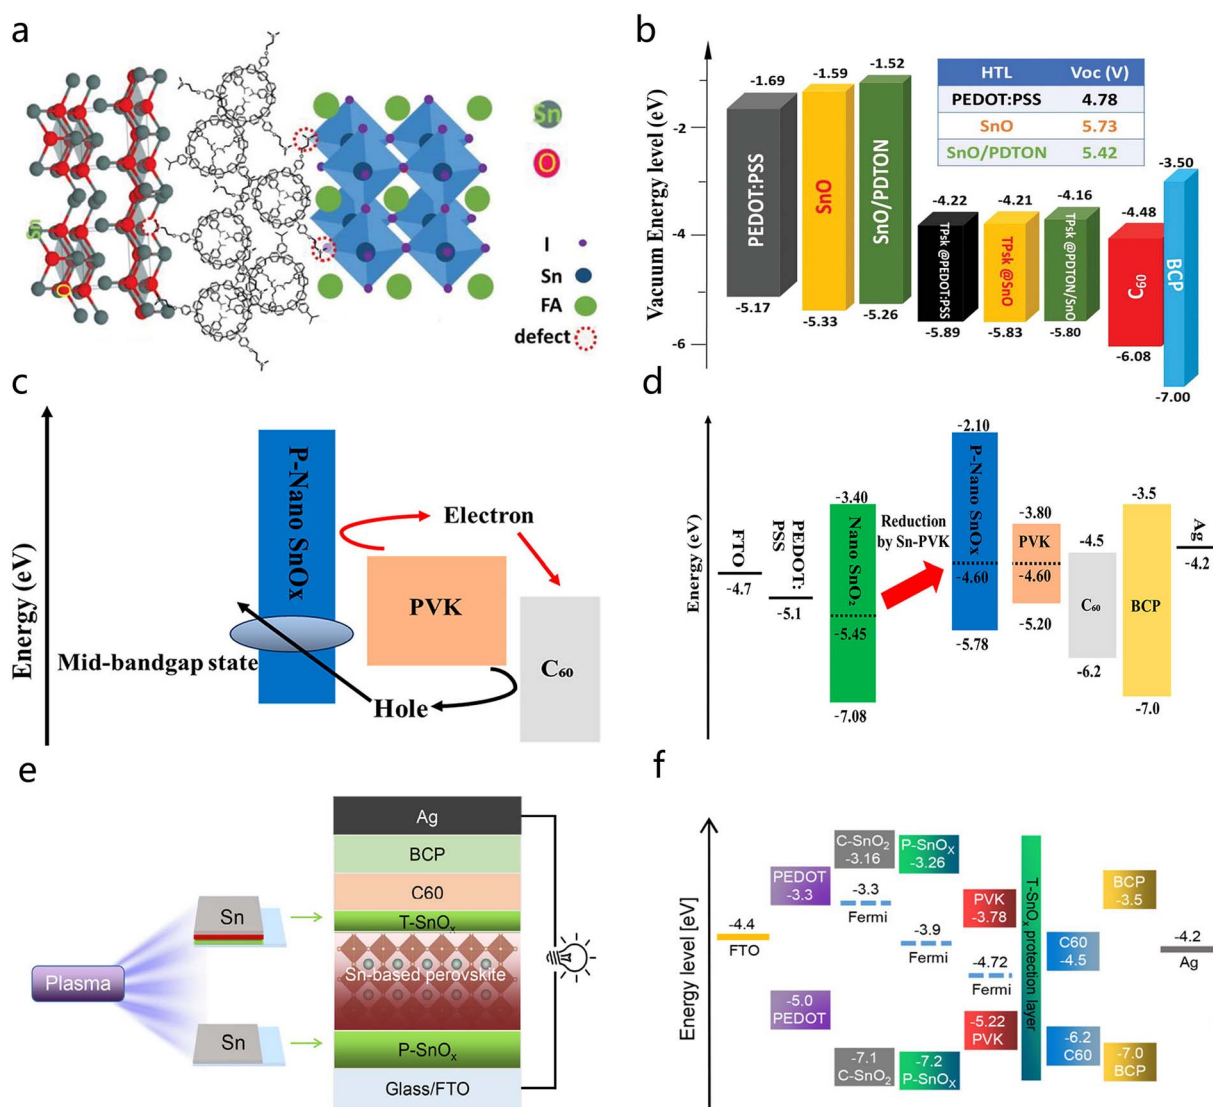 a
Sn
O
Sn
O
I
Sn
FA
defect
b
Vacuum Energy level (eV)
-2
-4
-6
HTL Voc (V)
PEDOT:PSS 4.78
SnO 5.73
SnO/PDTON 5.42
-1.69
PEDOT:PSS
-5.17
-1.59
SnO
-5.33
-1.52
SnO/PDTON
-5.26
-4.22
TPsk @PEDOT:PSS
-5.89
-4.21
TPsk @SnO
-5.83
-4.16
TPsk @PDTON/SnO
-5.80
-4.48
C₆₀
-6.08
-3.50
BCP
-7.00
c
Energy (eV)
P-Nano SnOx
Electron
PVK
Mid-bandgap state
Hole
C₆₀
d
Energy (eV)
FTO
-4.7
PEDOT:
PSS
-5.1
-3.40
Nano SnO₂
-5.45
-7.08
Reduction
by Sn-PVK
-2.10
P-Nano SnOx
-4.60
-5.78
-3.80
PVK
-4.60
-5.20
-4.5
C₆₀
-6.2
-3.5
BCP
-7.0
Ag
-4.2
e
Plasma
Sn
Sn
Ag
BCP
C60
T-SnOₓ
Sn-based perovskite
P-SnOₓ
Glass/FTO
f
Energy level [eV]
-4.4
FTO
PEDOT
-3.3
-5.0
PEDOT
C-SnO₂
-3.16
-3.3
Fermi
-7.1
C-SnO₂
P-SnOₓ
-3.26
-3.9
Fermi
-7.2
P-SnOₓ
PVK
-3.78
-4.72
Fermi
-5.22
PVK
T-SnOₓ protection layer
C60
-4.5
-6.2
C60
BCP
-3.5
-7.0
BCP
-4.2
Ag